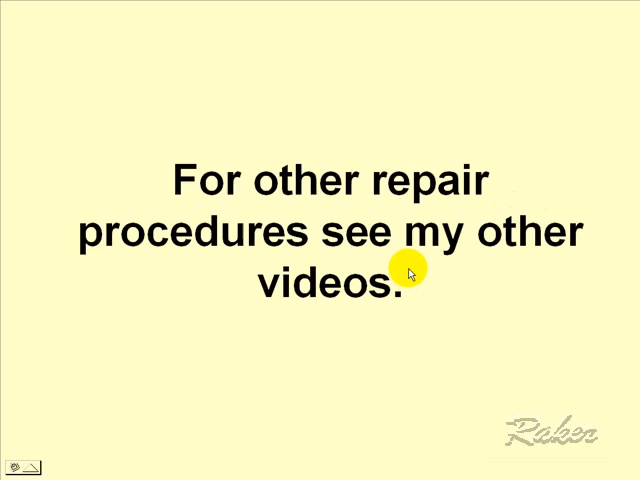 For other repair
procedures see my other
videos.
Raker